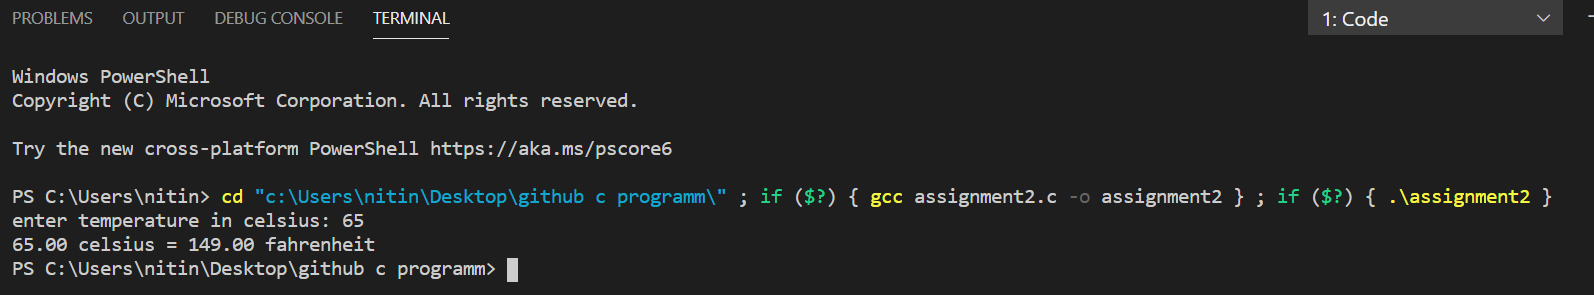 PROBLEMS OUTPUT DEBUG CONSOLE TERMINAL 1: Code
Windows PowerShell
Copyright (C) Microsoft Corporation. All rights reserved.
Try the new cross-platform PowerShell https://aka.ms/pscore6
PS C:\Users\nitin> cd "c:\Users\nitin\Desktop\github c programm\" ; if ($?) { gcc assignment2.c -o assignment2 } ; if ($?) { .\assignment2 }
enter temperature in celsius: 65
65.00 celsius = 149.00 fahrenheit
PS C:\Users\nitin\Desktop\github c programm>